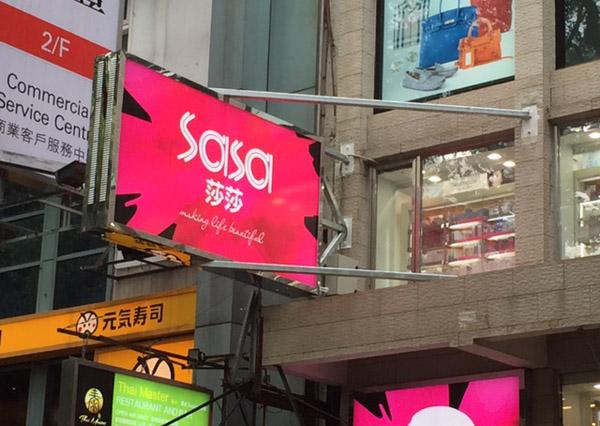 2/F
Commercia
Service Cent
商業客戶服務中
sasa
莎莎
making life beautiful
元気寿司
Thai Master
RESTAURANT AND